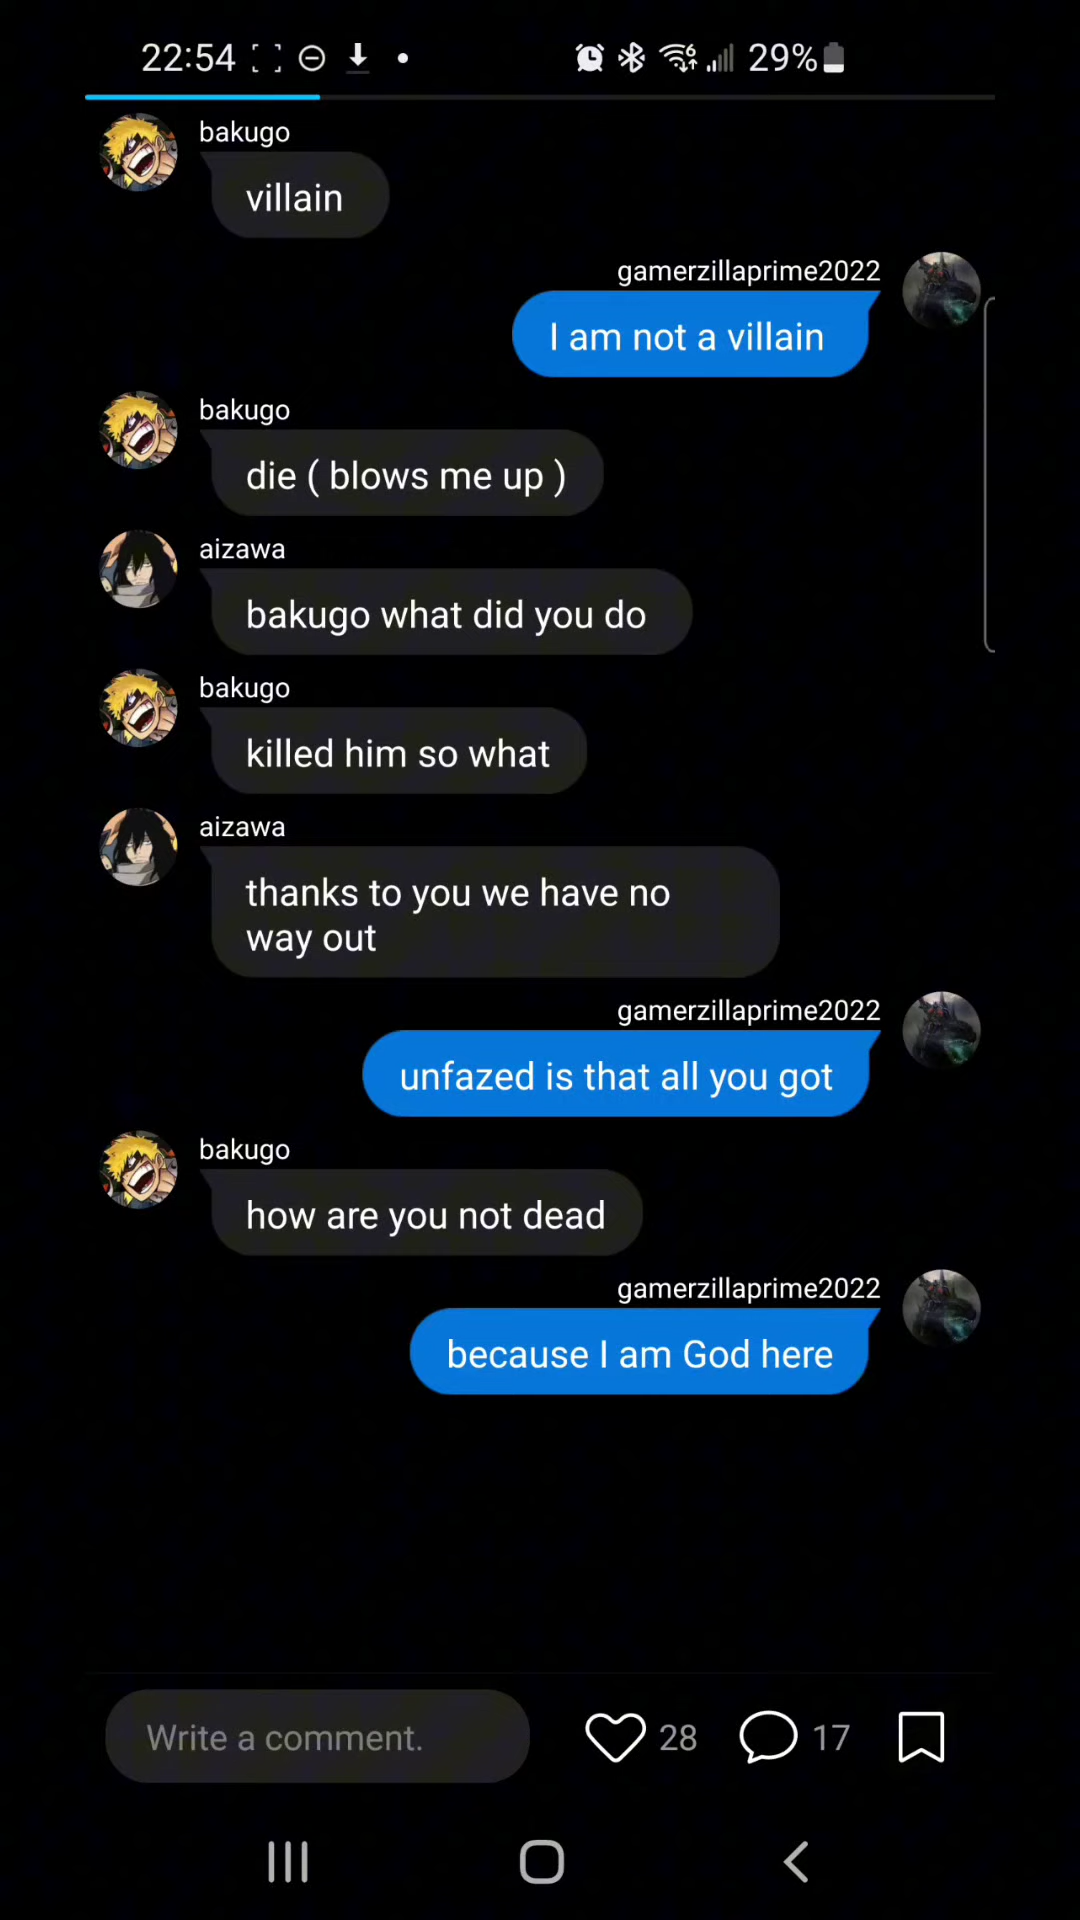 22:54
29%
bakugo
villain
gamerzillaprime2022
I am not a villain
bakugo
die ( blows me up )
aizawa
bakugo what did you do
bakugo
killed him so what
aizawa
thanks to you we have no
way out
gamerzillaprime2022
unfazed is that all you got
bakugo
how are you not dead
gamerzillaprime2022
because I am God here
Write a comment.
28
17